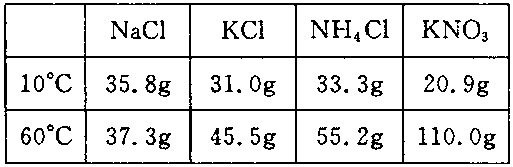 NaCl KCl NH₄Cl KNO₃
10°C 35.8g 31.0g 33.3g 20.9g
60°C 37.3g 45.5g 55.2g 110.0g